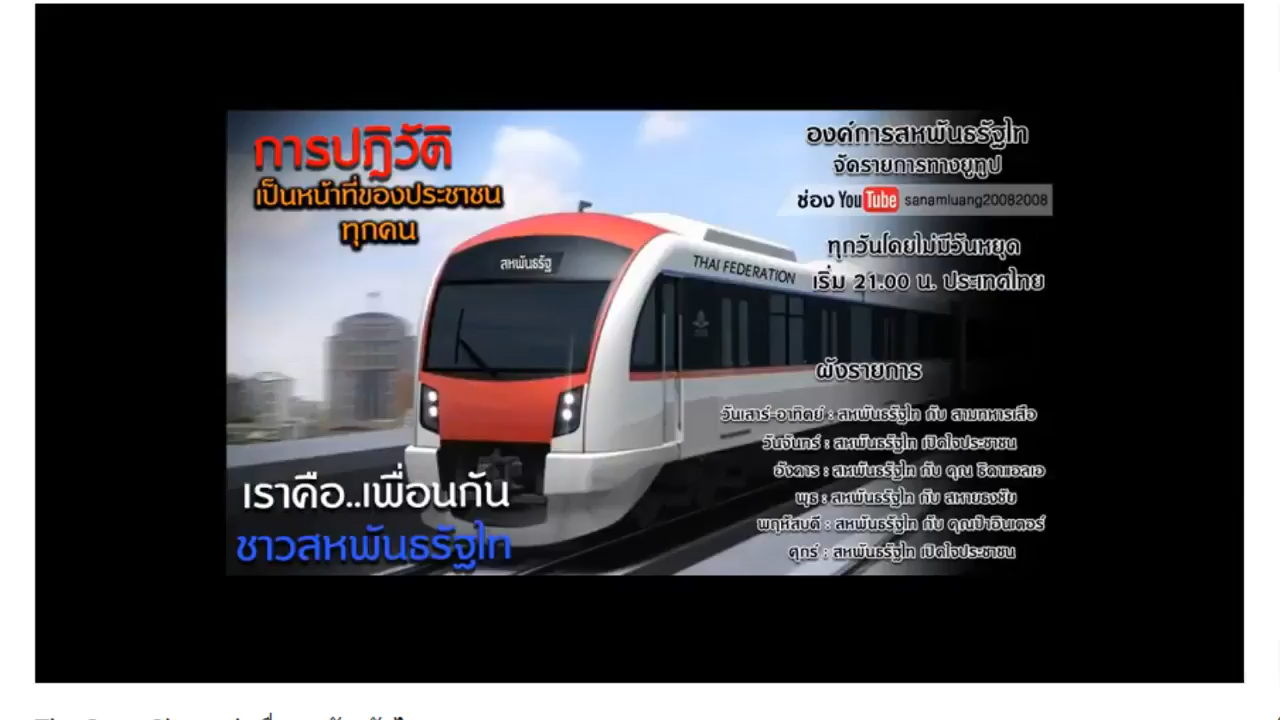 การปฏิวัติ
เป็นหน้าที่ของประชาชน
ทุกคน
สหพันธรัฐ
THAI FEDERATION
เราคือ..เพื่อนกัน
ชาวสหพันธรัฐไท
องค์การสหพันธรัฐไท
จัดรายการทางยูทูป
ช่อง YouTube sanamluang20082008
ทุกวันโดยไม่มีวันหยุด
เริ่ม 21.00 น. ประเทศไทย
ผังรายการ
วันเสาร์-อาทิตย์ : สหพันธรัฐไท กับ สามทหารเสือ
วันจันทร์ : สหพันธรัฐไท เปิดใจประชาชน
อังคาร : สหพันธรัฐไท กับ คุณ ธิดาแอลเอ
พุธ : สหพันธรัฐไท กับ สหายธงชัย
พฤหัสบดี : สหพันธรัฐไท กับ คุณป้าอินเตอร์
ศุกร์ : สหพันธรัฐไท เปิดใจประชาชน